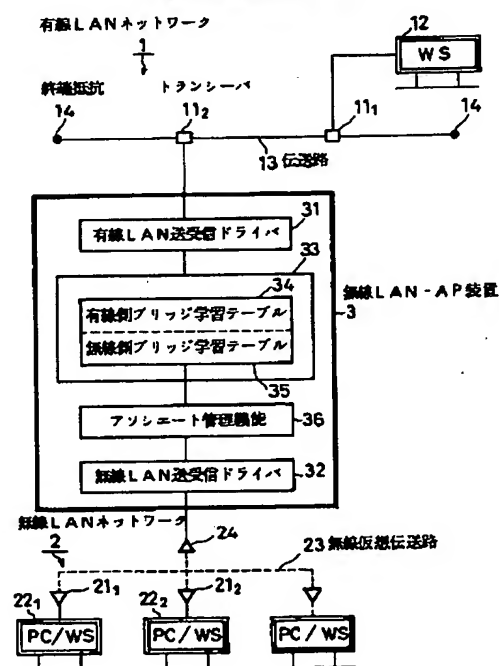 有線LANネットワーク
1
12
WS
終端抵抗
トランシーバ
14
11₂
11₁
14
13 伝送路
31
有線LAN送受信ドライバ
33
34
無線LAN-AP装置
3
有線側ブリッジ学習テーブル
無線側ブリッジ学習テーブル
35
アソシエート管理機能
36
無線LAN送受信ドライバ
32
無線LANネットワーク
2
24
23 無線仮想伝送路
21₁
21₂
22₁
22₂
PC/WS
PC/WS
PC/WS